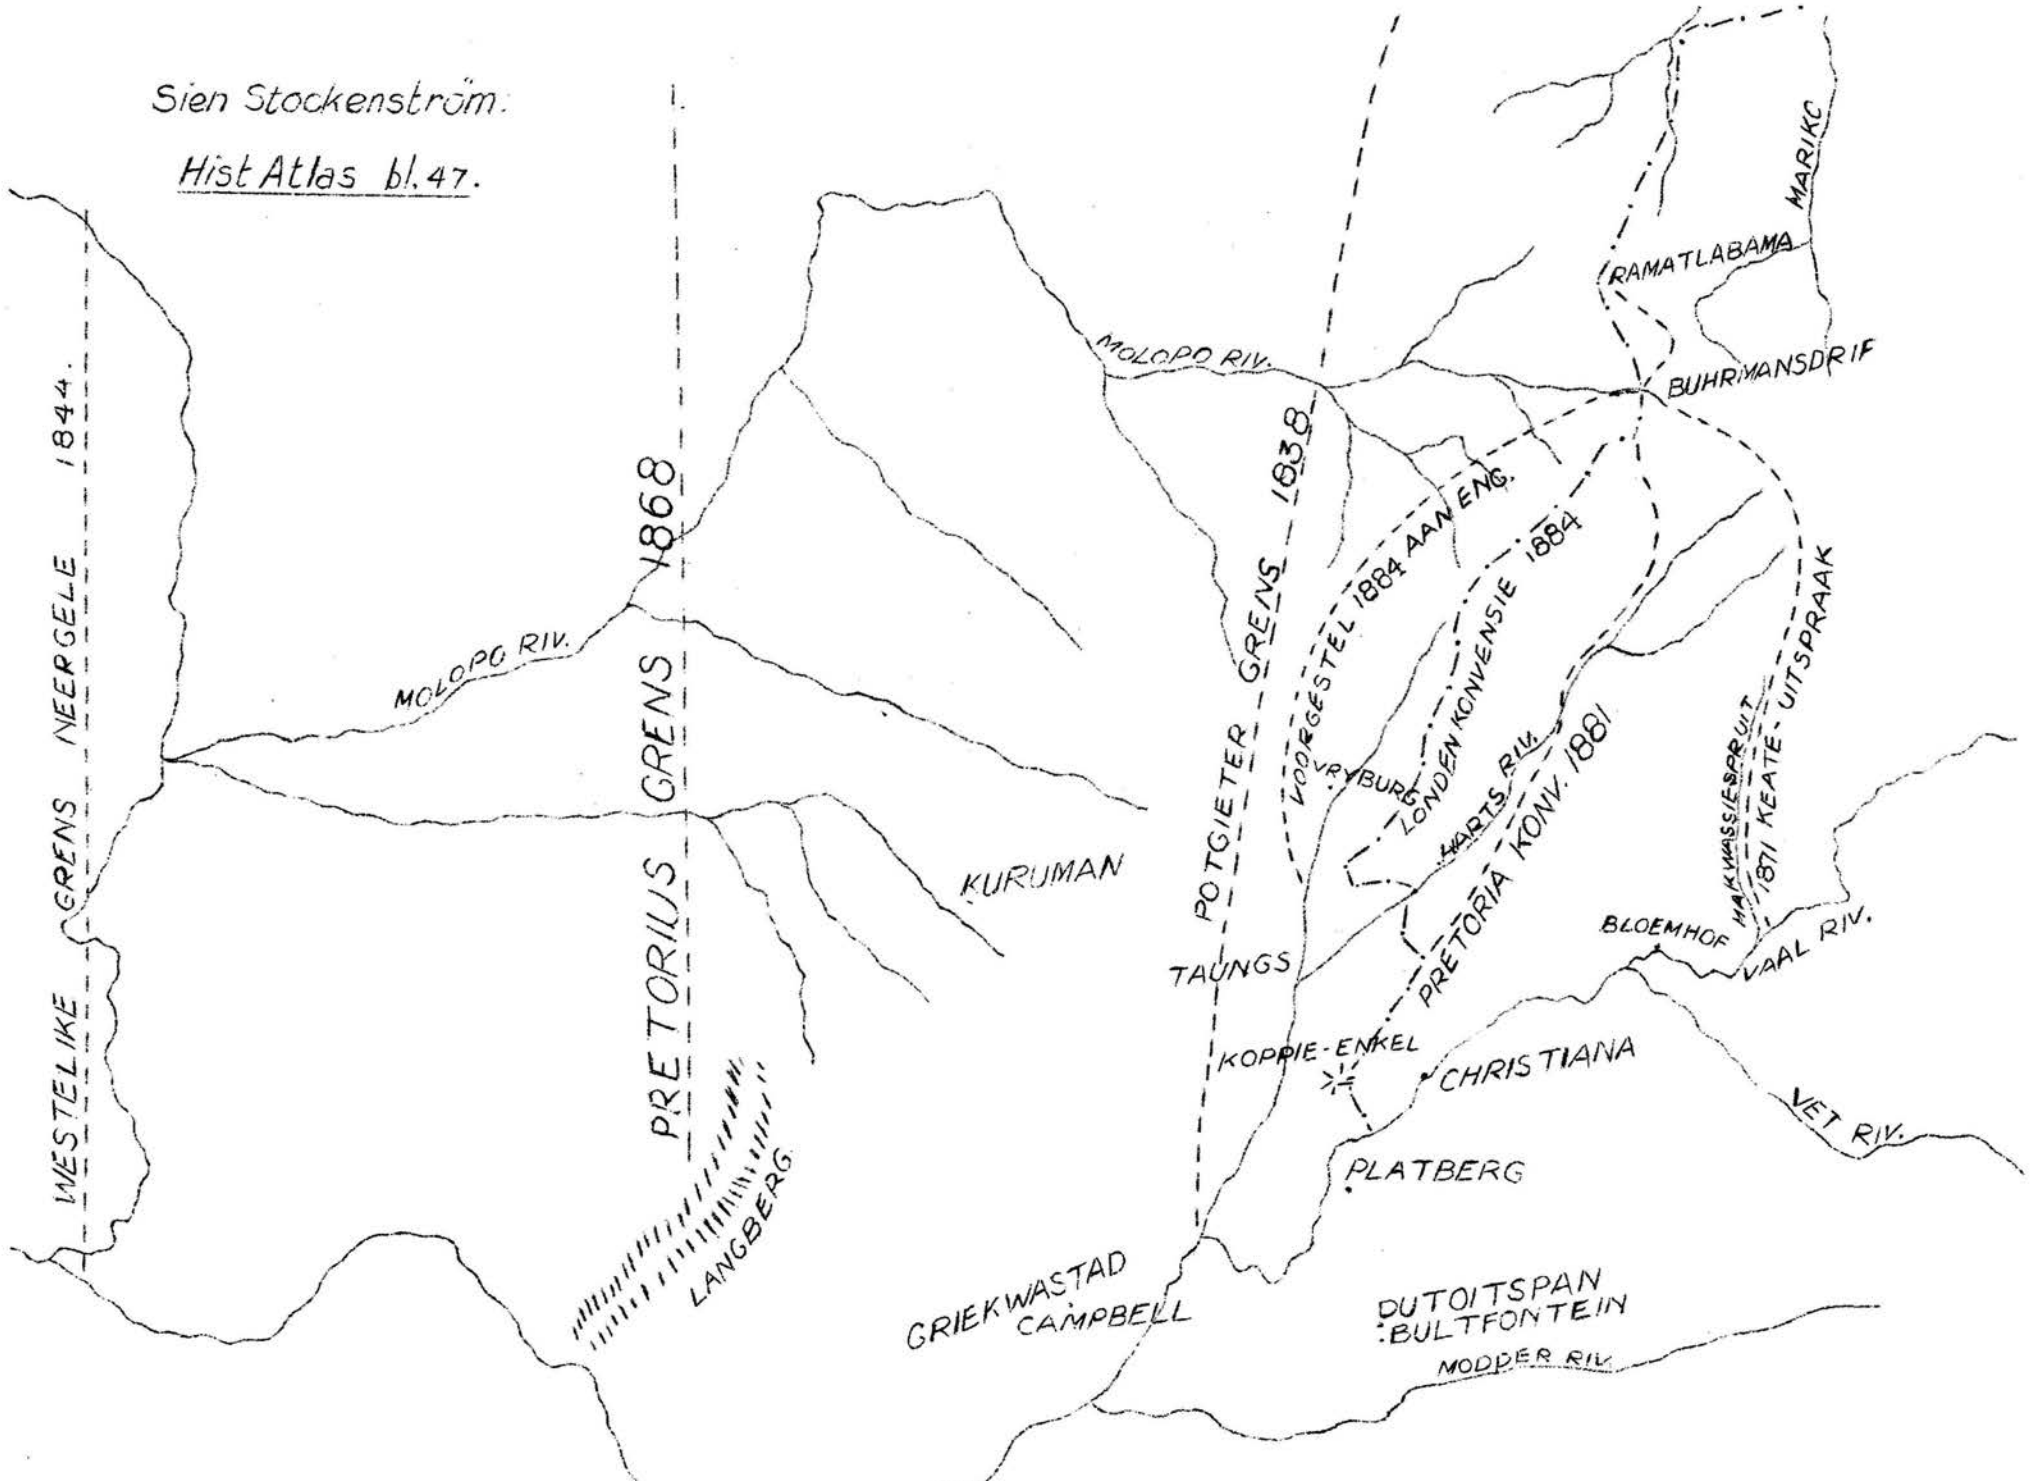 Sien Stockenström:
Hist Atlas bl. 47.
WESTELIKE GRENS NEERGELE 1844.
PRETORIUS GRENS 1868
MOLOPO RIV.
KURUMAN
LANGBERG
MOLOPO RIV.
POTGIETER GRENS 1838
VOORGESTEL 1884 AAN ENG.
LONDEN KONVENSIE 1884
HARTS RIV.
PRETORIA KONV. 1881
VRYBURG
MARIKO
RAMATLABAMA
BUHRMANSDRIF
MAKWASSIESPRUIT
1871 KEATE-UITSPRAAK
BLOEMHOF
VAAL RIV.
TAUNGS
KOPPIE-ENKEL
CHRISTIANA
VET RIV.
PLATBERG
GRIEKWASTAD
CAMPBELL
DUTOITSPAN
BULTFONTEIN
MODDER RIV.